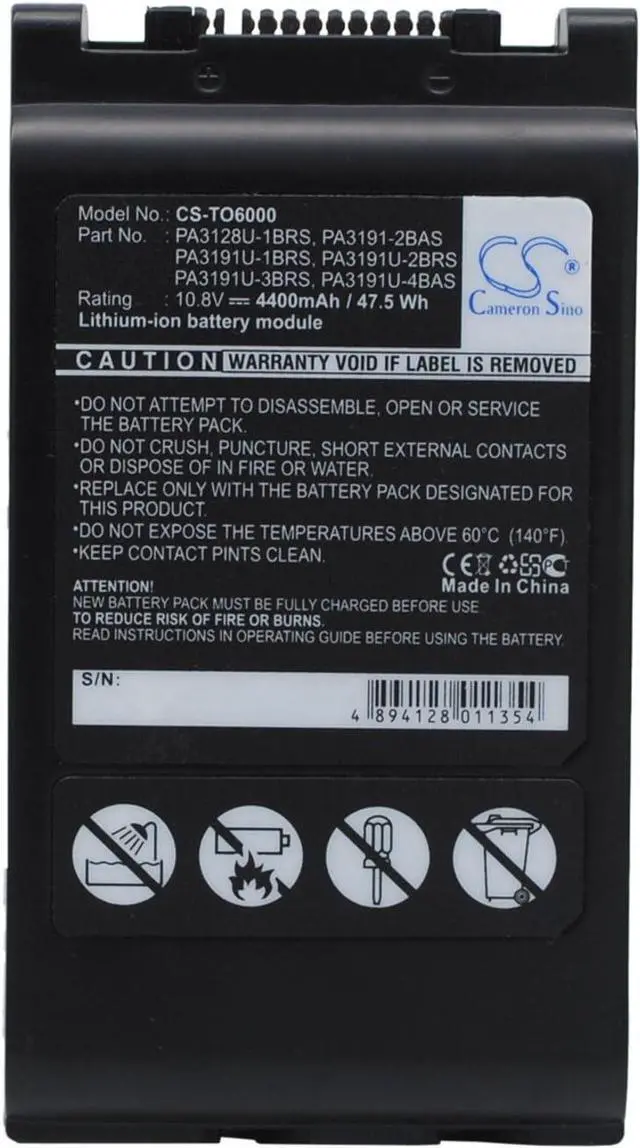 Model No.: CS-TO6000
Part No. : PA3128U-1BRS, PA3191-2BAS
PA3191U-1BRS, PA3191U-2BRS
PA3191U-3BRS, PA3191U-4BAS
Rating : 10.8V 4400mAh / 47.5 Wh
Lithium-ion battery module
CS®
Cameron Sino
CAUTION WARRANTY VOID IF LABEL IS REMOVED
•DO NOT ATTEMPT TO DISASSEMBLE, OPEN OR SERVICE
THE BATTERY PACK.
•DO NOT CRUSH, PUNCTURE, SHORT EXTERNAL CONTACTS
OR DISPOSE OF IN FIRE OR WATER.
•REPLACE ONLY WITH THE BATTERY PACK DESIGNATED FOR
THIS PRODUCT.
•DO NOT EXPOSE THE TEMPERATURES ABOVE 60°C (140°F).
•KEEP CONTACT PINTS CLEAN.
CE
Made In China
ATTENTION!
NEW BATTERY PACK MUST BE FULLY CHARGED BEFORE USE
TO REDUCE RISK OF FIRE OR BURNS.
READ INSTRUCTIONS IN OPERATING GUIDE BEFORE USING THE BATTERY.
S/N:
4 894128 011354